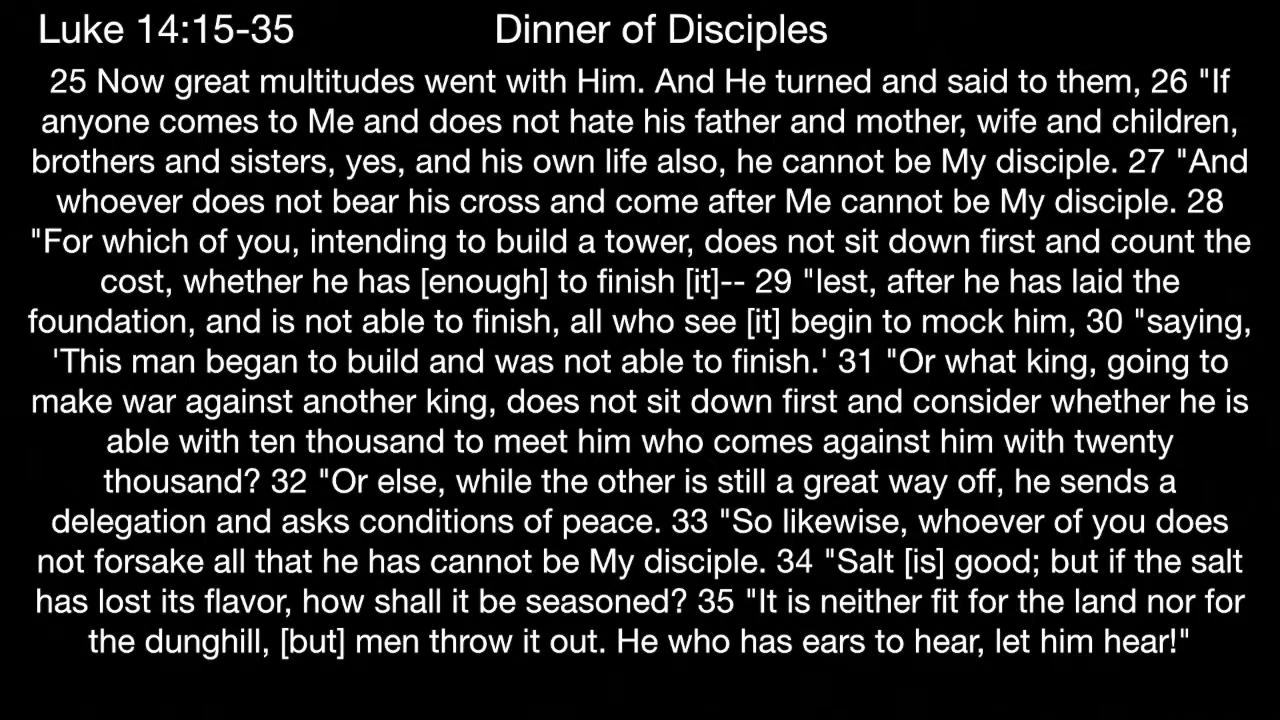 Luke 14:15-35 Dinner of Disciples
25 Now great multitudes went with Him. And He turned and said to them, 26 "If
anyone comes to Me and does not hate his father and mother, wife and children,
brothers and sisters, yes, and his own life also, he cannot be My disciple. 27 "And
whoever does not bear his cross and come after Me cannot be My disciple. 28
"For which of you, intending to build a tower, does not sit down first and count the
cost, whether he has [enough] to finish [it]-- 29 "lest, after he has laid the
foundation, and is not able to finish, all who see [it] begin to mock him, 30 "saying,
'This man began to build and was not able to finish.' 31 "Or what king, going to
make war against another king, does not sit down first and consider whether he is
able with ten thousand to meet him who comes against him with twenty
thousand? 32 "Or else, while the other is still a great way off, he sends a
delegation and asks conditions of peace. 33 "So likewise, whoever of you does
not forsake all that he has cannot be My disciple. 34 "Salt [is] good; but if the salt
has lost its flavor, how shall it be seasoned? 35 "It is neither fit for the land nor for
the dunghill, [but] men throw it out. He who has ears to hear, let him hear!"